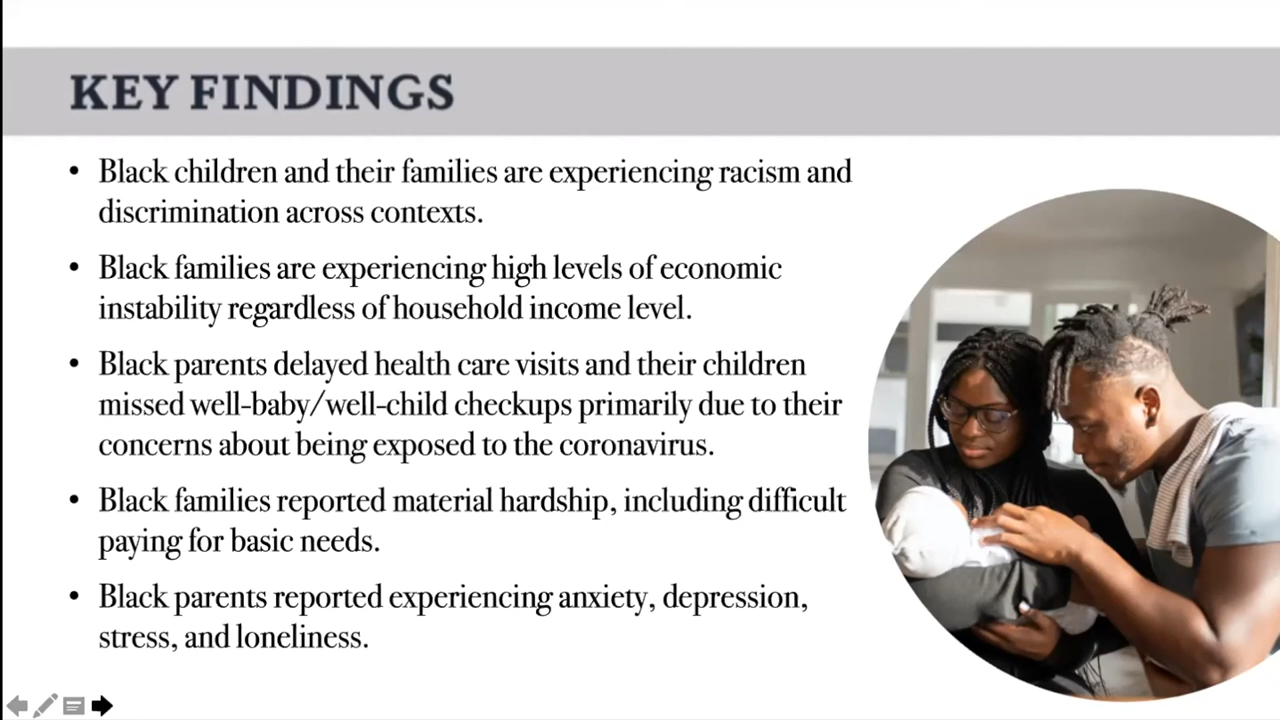 KEY FINDINGS
• Black children and their families are experiencing racism and
discrimination across contexts.
• Black families are experiencing high levels of economic
instability regardless of household income level.
• Black parents delayed health care visits and their children
missed well-baby/well-child checkups primarily due to their
concerns about being exposed to the coronavirus.
• Black families reported material hardship, including difficult
paying for basic needs.
• Black parents reported experiencing anxiety, depression,
stress, and loneliness.